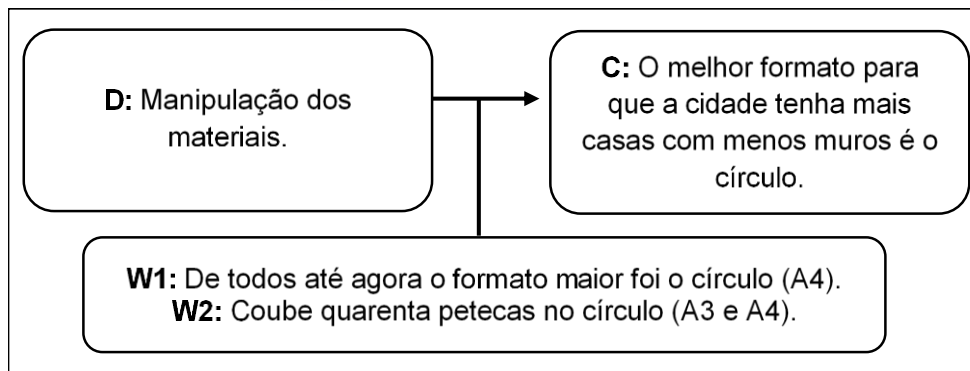 D: Manipulação dos
materiais.
C: O melhor formato para
que a cidade tenha mais
casas com menos muros é o
círculo.
W1: De todos até agora o formato maior foi o círculo (A4).
W2: Coube quarenta petecas no círculo (A3 e A4).